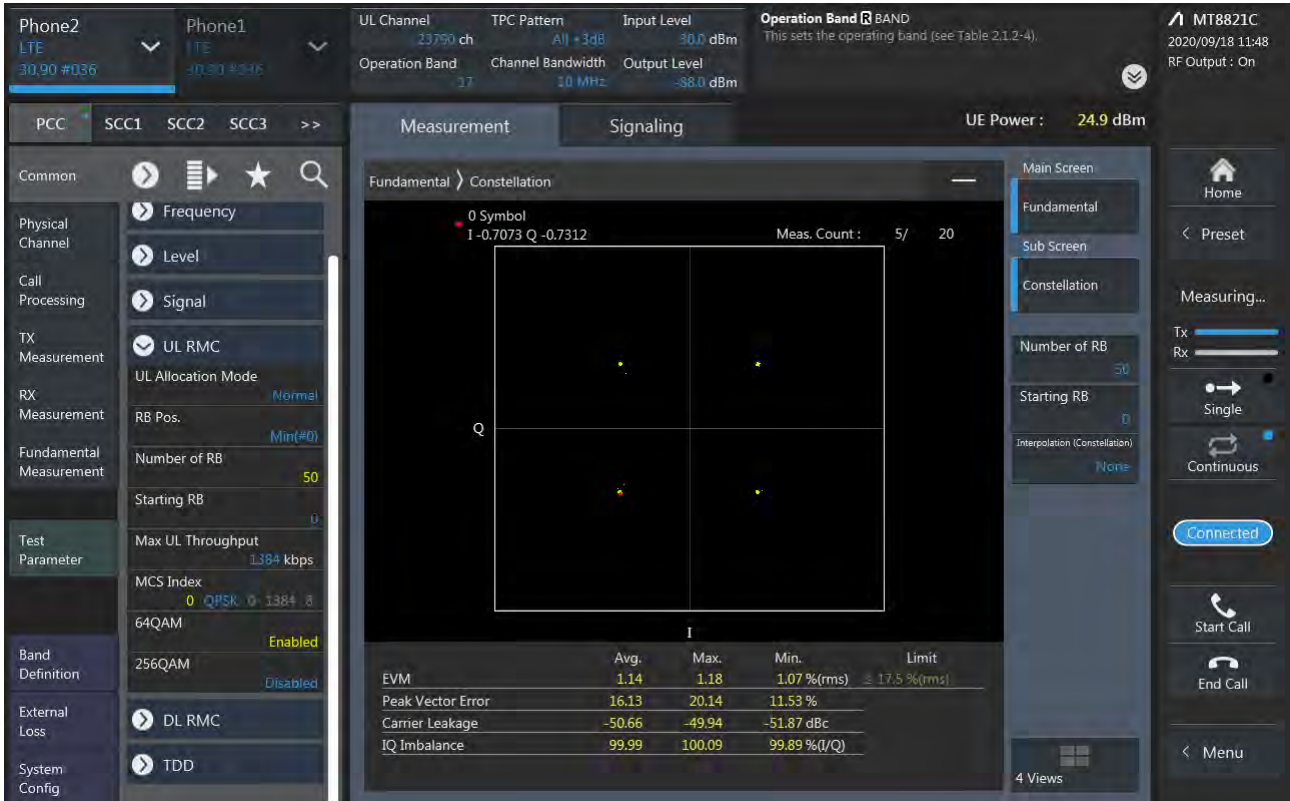 Phone2
LTE
30.90 #036
Phone1
LTE
UL Channel
23790 ch
TPC Pattern
All +3dB
Input Level
30.0 dBm
Operation Band
17
Channel Bandwidth
10 MHz
Output Level
-88.0 dBm
Operation Band R BAND
This sets the operating band (see Table 2.1.2-4).
MT8821C
2020/09/18 11:48
RF Output : On
PCC SCC1 SCC2 SCC3 >>
Measurement
Signaling
UE Power : 24.9 dBm
Common
Physical
Channel
Call
Processing
TX
Measurement
RX
Measurement
Fundamental
Measurement
Test
Parameter
Band
Definition
External
Loss
System
Config
Frequency
Level
Signal
UL RMC
UL Allocation Mode
Normal
RB Pos.
Min(#0)
Number of RB
50
Starting RB
0
Max UL Throughput
1384 kbps
MCS Index
0 QPSK 0 1384 8
64QAM
Enabled
256QAM
Disabled
DL RMC
TDD
Fundamental 〉 Constellation
0 Symbol
I -0.7073 Q -0.7312
Meas. Count : 5/ 20
Q
I
Avg. Max. Min. Limit
EVM 1.14 1.18 1.07 %(rms) ≤ 17.5 %(rms)
Peak Vector Error 16.13 20.14 11.53 %
Carrier Leakage -50.66 -49.94 -51.87 dBc
IQ Imbalance 99.99 100.09 99.89 %(I/Q)
Main Screen
Fundamental
Sub Screen
Constellation
Number of RB
50
Starting RB
0
Interpolation (Constellation)
None
4 Views
Home
< Preset
Measuring...
Tx
Rx
Single
Continuous
Connected
Start Call
End Call
< Menu